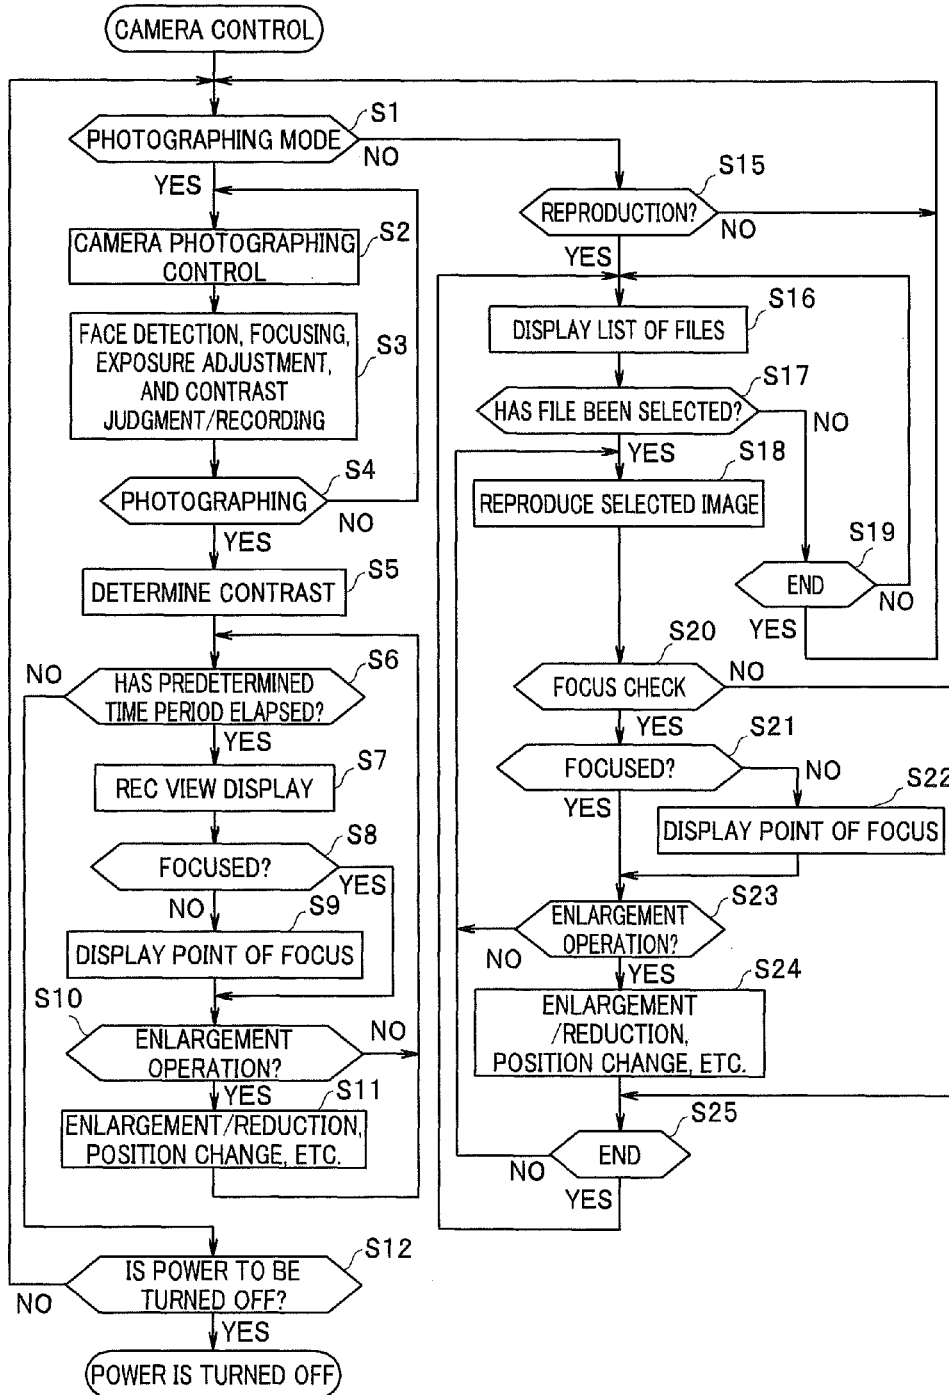 CAMERA CONTROL
S1
PHOTOGRAPHING MODE
NO
YES
S2
CAMERA PHOTOGRAPHING
CONTROL
S3
FACE DETECTION, FOCUSING,
EXPOSURE ADJUSTMENT,
AND CONTRAST
JUDGMENT/RECORDING
S4
PHOTOGRAPHING
NO
YES
S5
DETERMINE CONTRAST
S6
NO
HAS PREDETERMINED
TIME PERIOD ELAPSED?
YES
S7
REC VIEW DISPLAY
S8
FOCUSED?
YES
NO
S9
DISPLAY POINT OF FOCUS
S10
NO
ENLARGEMENT
OPERATION?
YES
S11
ENLARGEMENT/REDUCTION,
POSITION CHANGE, ETC.
S12
IS POWER TO BE
TURNED OFF?
NO
YES
POWER IS TURNED OFF
S15
REPRODUCTION?
NO
YES
S16
DISPLAY LIST OF FILES
S17
HAS FILE BEEN SELECTED?
NO
YES
S18
REPRODUCE SELECTED IMAGE
S19
END
NO
YES
S20
FOCUS CHECK
NO
YES
S21
FOCUSED?
NO
YES
S22
DISPLAY POINT OF FOCUS
S23
ENLARGEMENT
OPERATION?
NO
YES
S24
ENLARGEMENT
/REDUCTION,
POSITION CHANGE, ETC.
S25
END
NO
YES